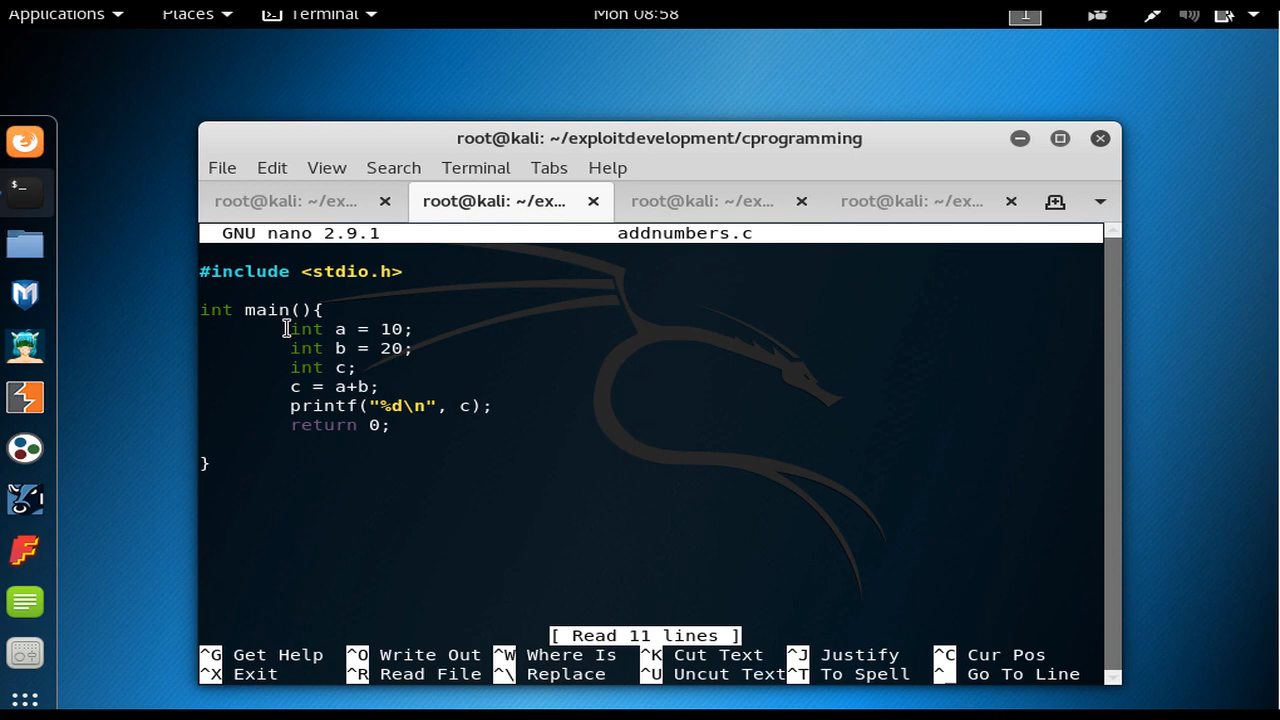 Applications Places Terminal Mon 08:58 1
root@kali: ~/exploitdevelopment/cprogramming
File Edit View Search Terminal Tabs Help
root@kali: ~/ex... × root@kali: ~/ex... × root@kali: ~/ex... × root@kali: ~/ex... ×
GNU nano 2.9.1 addnumbers.c
#include <stdio.h>
int main(){
int a = 10;
int b = 20;
int c;
c = a+b;
printf("%d\n", c);
return 0;
}
[ Read 11 lines ]
^G Get Help ^O Write Out ^W Where Is ^K Cut Text ^J Justify ^C Cur Pos
^X Exit ^R Read File ^\ Replace ^U Uncut Text ^T To Spell ^_ Go To Line